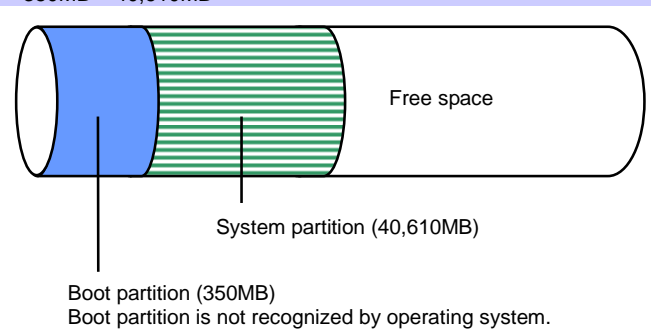 Free space
System partition (40,610MB)
Boot partition (350MB)
Boot partition is not recognized by operating system.